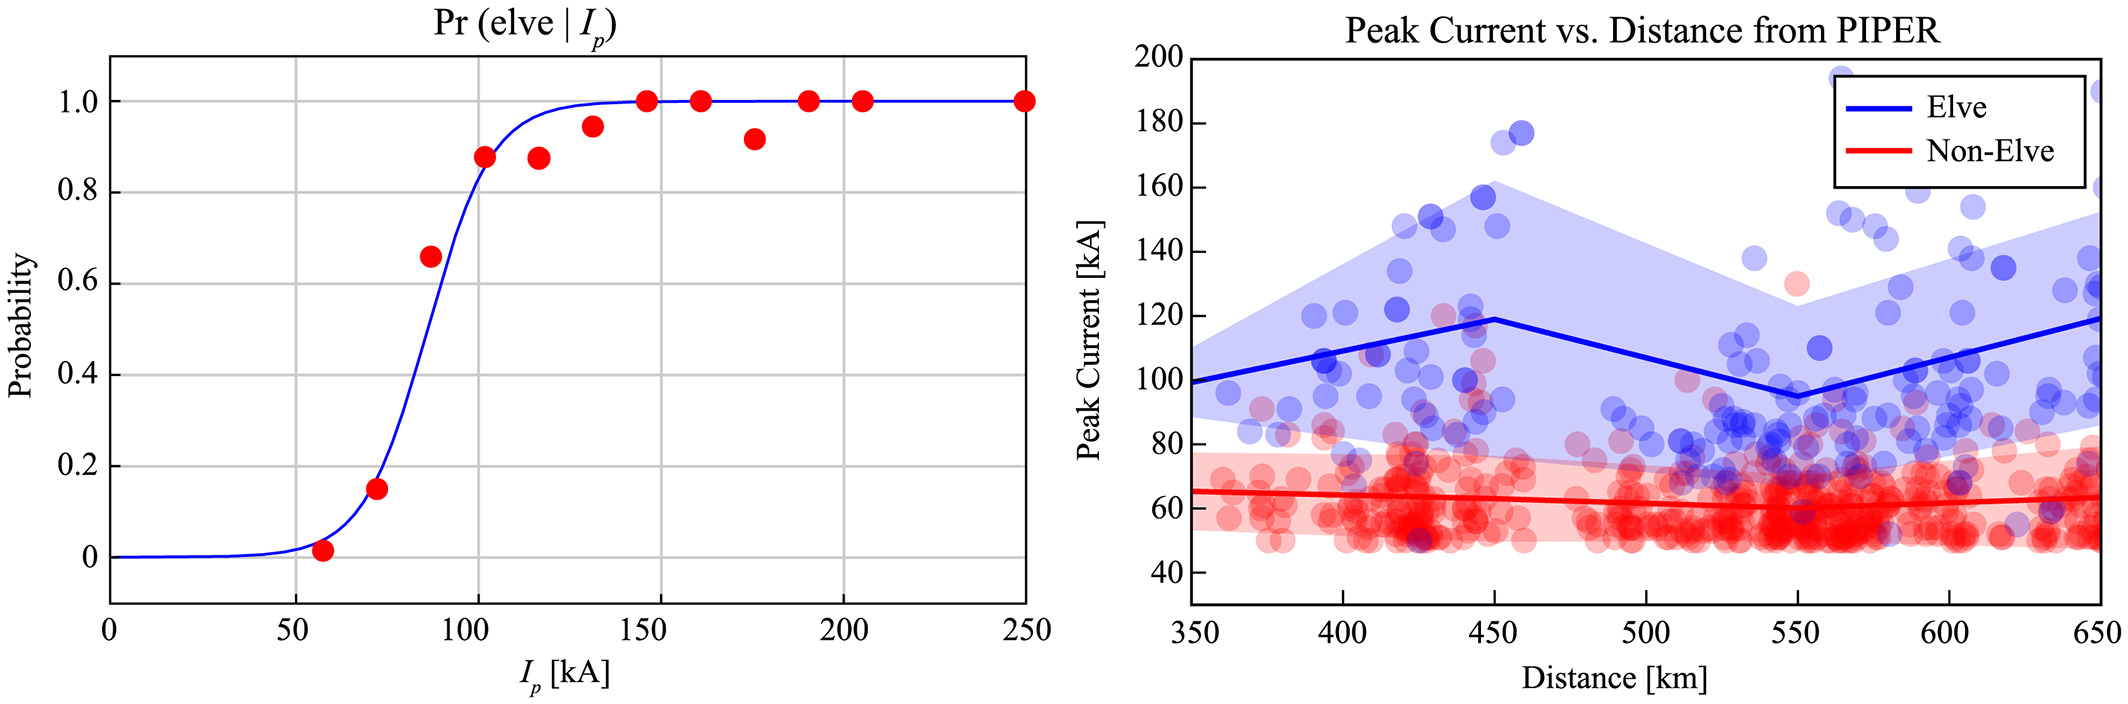 Pr (elve | Ip)
1.0
0.8
0.6
0.4
0.2
0
Probability
0 50 100 150 200 250
Ip [kA]
Peak Current vs. Distance from PIPER
200
180
160
140
120
100
80
60
40
Peak Current [kA]
Elve
Non-Elve
350 400 450 500 550 600 650
Distance [km]